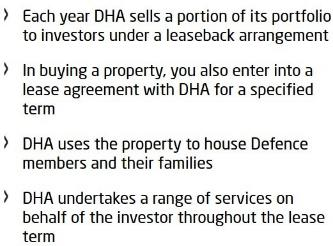 › Each year DHA sells a portion of its portfolio
to investors under a leaseback arrangement
› In buying a property, you also enter into a
lease agreement with DHA for a specified
term
› DHA uses the property to house Defence
members and their families
› DHA undertakes a range of services on
behalf of the investor throughout the lease
term